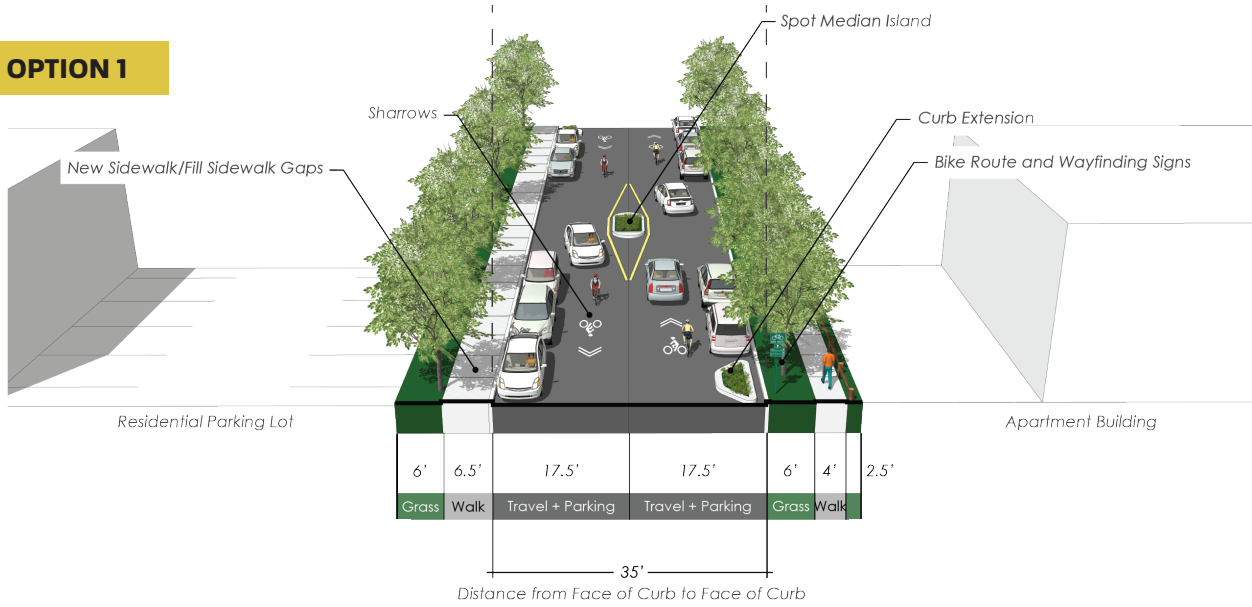 OPTION 1
Spot Median Island
Sharrows
Curb Extension
New Sidewalk/Fill Sidewalk Gaps
Bike Route and Wayfinding Signs
Residential Parking Lot
Apartment Building
6’ 6.5’ 17.5’ 17.5’ 6’ 4’ 2.5’
Grass Walk Travel + Parking Travel + Parking Grass Walk
35’
Distance from Face of Curb to Face of Curb